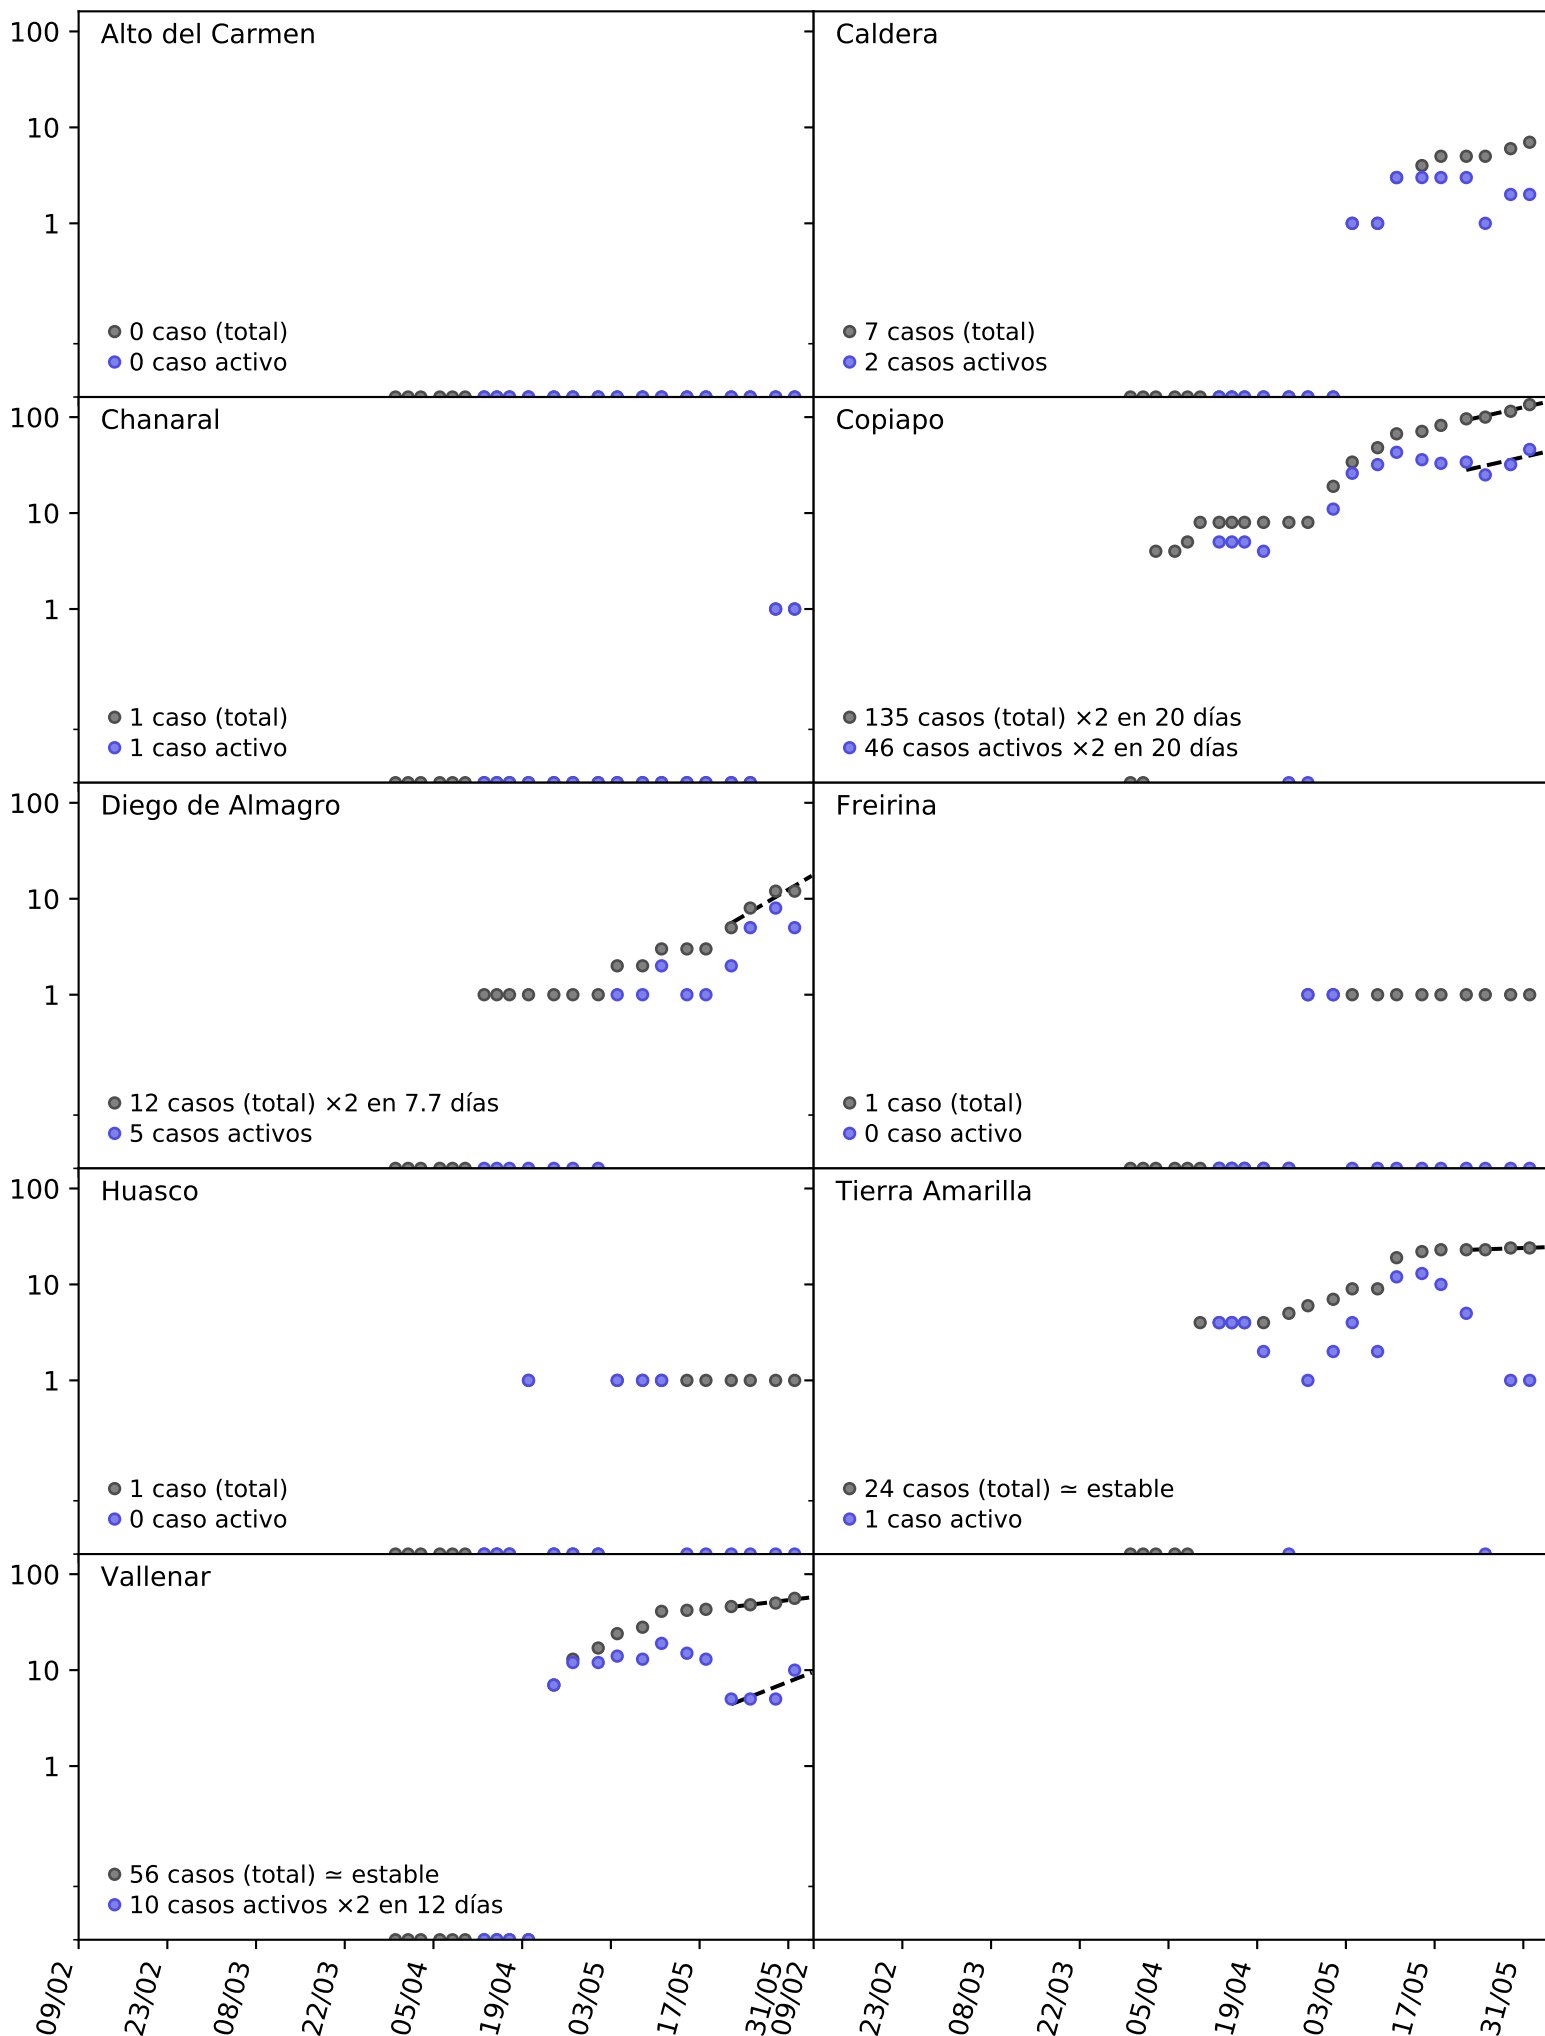 100
10
1
Alto del Carmen
0 caso (total)
0 caso activo
Caldera
7 casos (total)
2 casos activos
100
10
1
Chanaral
1 caso (total)
1 caso activo
Copiapo
135 casos (total) ×2 en 20 días
46 casos activos ×2 en 20 días
100
10
1
Diego de Almagro
12 casos (total) ×2 en 7.7 días
5 casos activos
Freirina
1 caso (total)
0 caso activo
100
10
1
Huasco
1 caso (total)
0 caso activo
Tierra Amarilla
24 casos (total) ≃ estable
1 caso activo
100
10
1
Vallenar
56 casos (total) ≃ estable
10 casos activos ×2 en 12 días
09/02
23/02
08/03
22/03
05/04
19/04
03/05
17/05
31/05
09/02
23/02
08/03
22/03
05/04
19/04
03/05
17/05
31/05